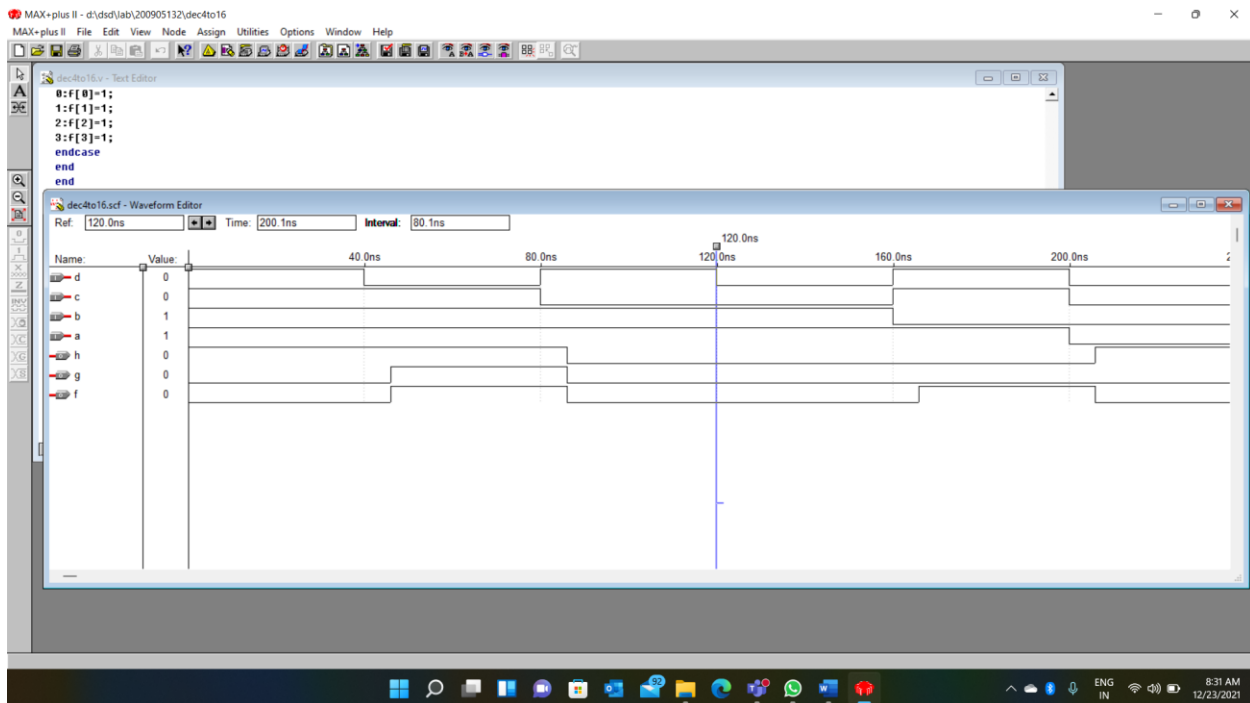 MAX+plus II - d:\dsd\lab\200905132\dec4to16
MAX+plus II File Edit View Node Assign Utilities Options Window Help
dec4to16.v - Text Editor
0:f[0]=1;
1:f[1]=1;
2:f[2]=1;
3:f[3]=1;
endcase
end
end
dec4to16.scf - Waveform Editor
Ref: 120.0ns Time: 200.1ns Interval: 80.1ns
120.0ns
Name: Value: 40.0ns 80.0ns 120.0ns 160.0ns 200.0ns 2
d 0
c 0
b 1
a 1
h 0
g 0
f 0
92
ENG
IN
8:31 AM
12/23/2021